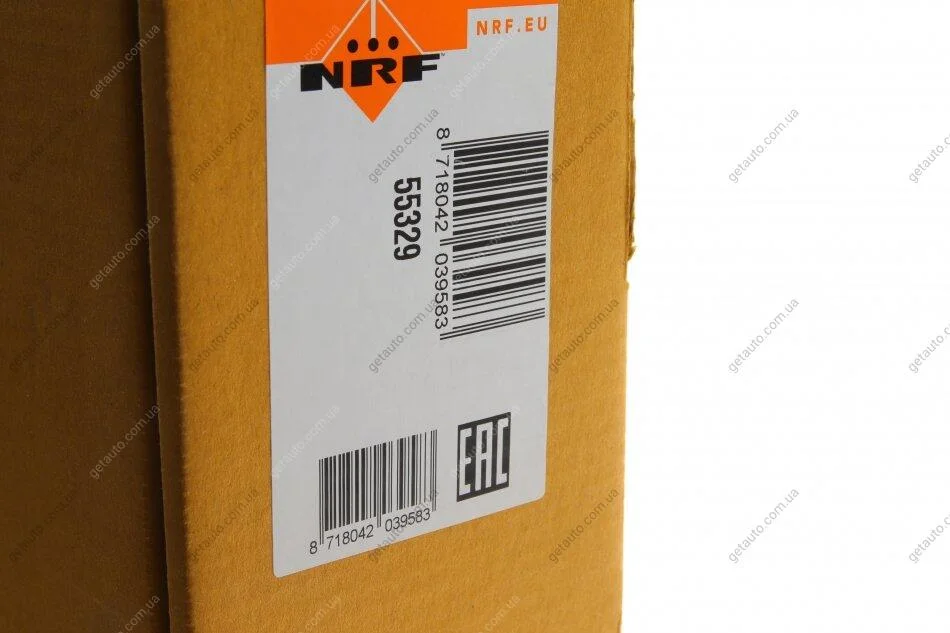 NRF.EU
NRF
8 718042 039583
55329
EAC
8 718042 039583
getauto.com.ua